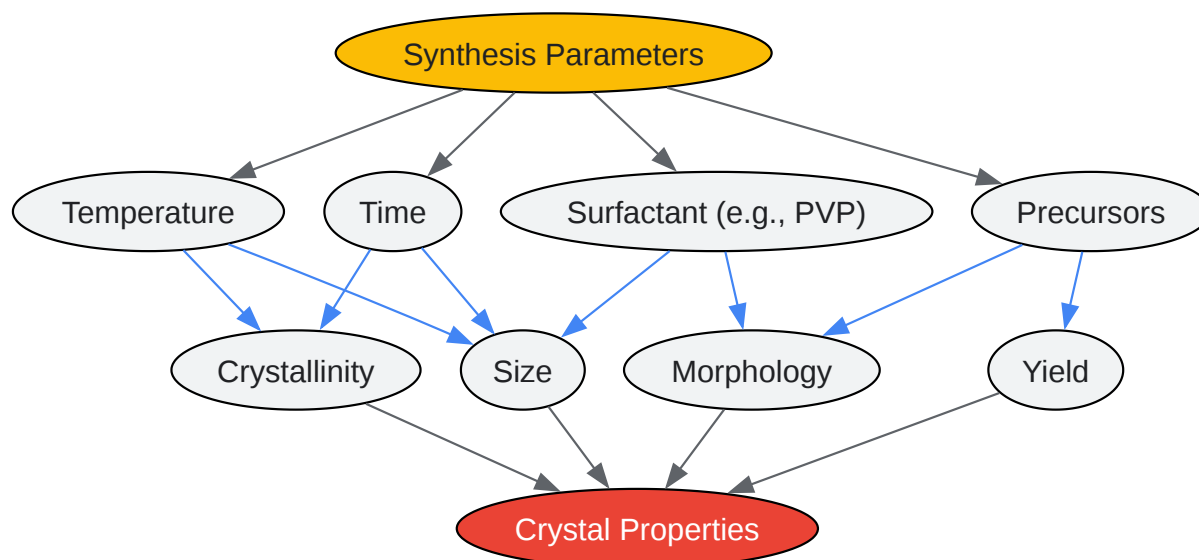 Synthesis Parameters
Temperature
Time
Surfactant (e.g., PVP)
Precursors
Crystallinity
Size
Morphology
Yield
Crystal Properties